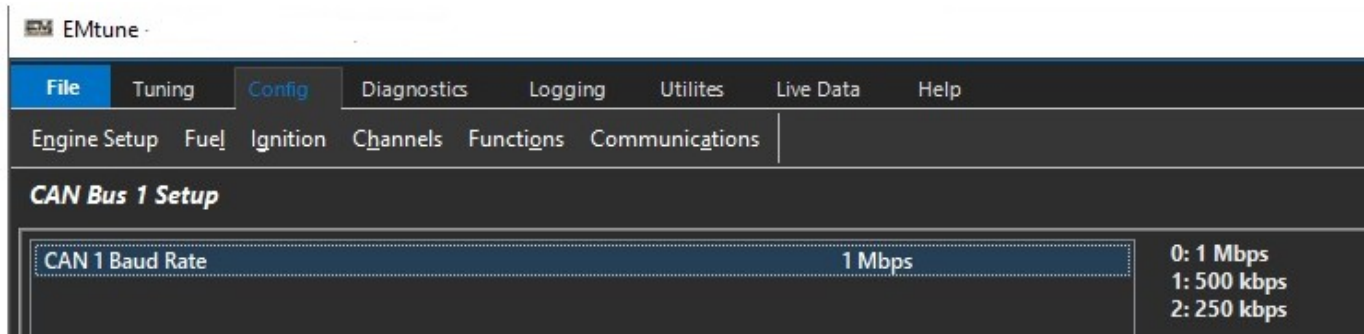 EMtune
File Tuning Config Diagnostics Logging Utilites Live Data Help
Engine Setup Fuel Ignition Channels Functions Communications
CAN Bus 1 Setup
CAN 1 Baud Rate 1 Mbps
0: 1 Mbps
1: 500 kbps
2: 250 kbps